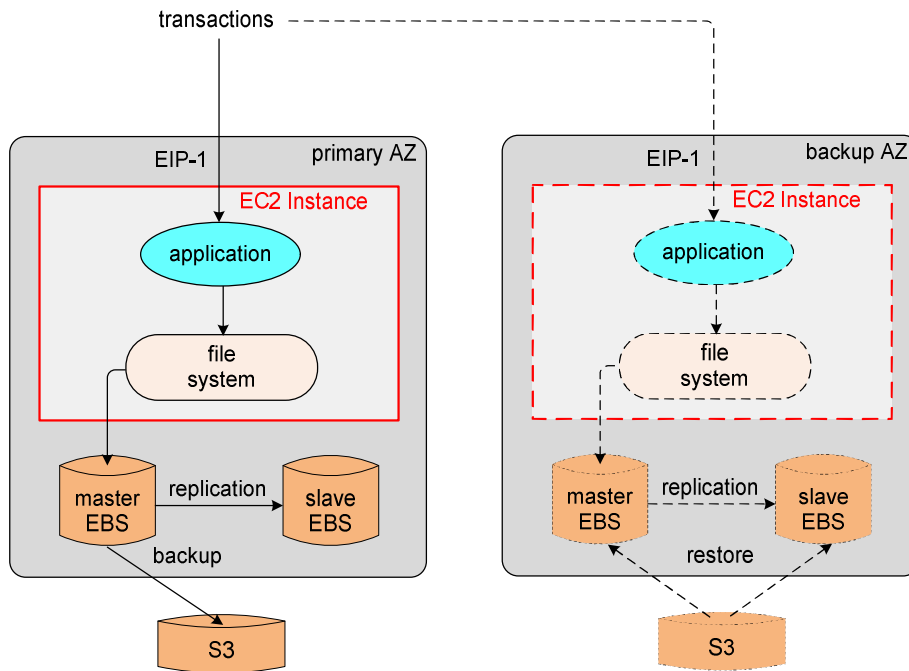 transactions
primary AZ
EIP-1
EC2 Instance
application
file
system
master
EBS
replication
slave
EBS
backup
S3
backup AZ
EIP-1
EC2 Instance
application
file
system
master
EBS
replication
slave
EBS
restore
S3